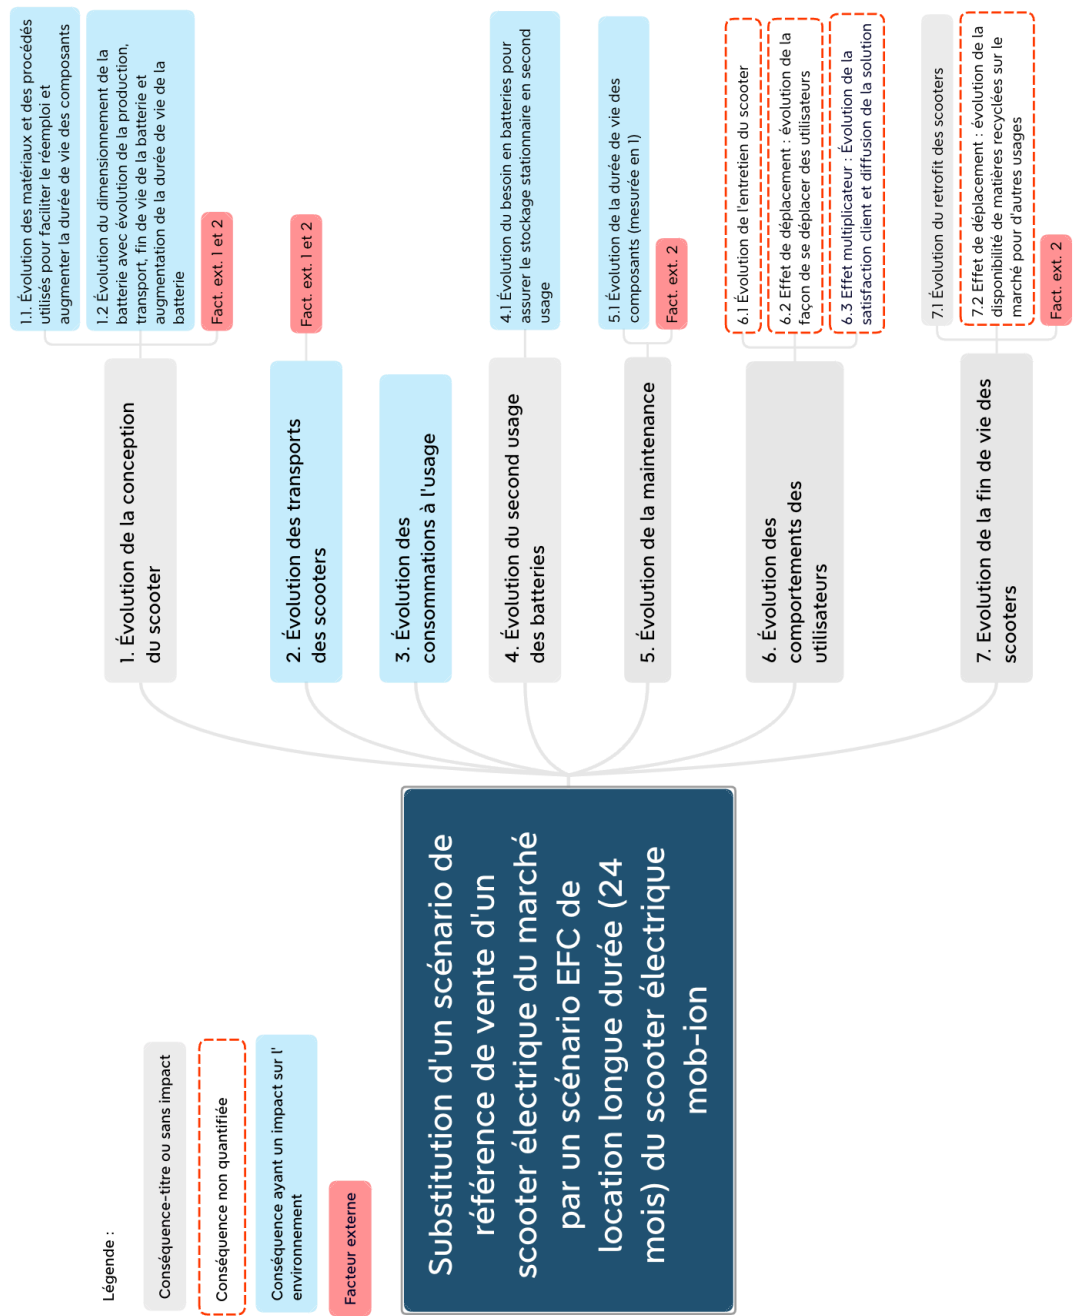 Légende :
Conséquence-titre ou sans impact
Conséquence non quantifiée
Conséquence ayant un impact sur l'
environnement
Facteur externe
Substitution d'un scénario de
référence de vente d'un
scooter électrique du marché
par un scénario EFC de
location longue durée (24
mois) du scooter électrique
mob-ion
1. Évolution de la conception
du scooter
1.1. Évolution des matériaux et des procédés
utilisés pour faciliter le réemploi et
augmenter la durée de vie des composants
1.2 Évolution du dimensionnement de la
batterie avec évolution de la production,
transport, fin de vie de la batterie et
augmentation de la durée de vie de la
batterie
Fact. ext. 1 et 2
2. Évolution des transports
des scooters
Fact. ext. 1 et 2
3. Évolution des
consommations à l'usage
4. Évolution du second usage
des batteries
4.1 Évolution du besoin en batteries pour
assurer le stockage stationnaire en second
usage
5. Évolution de la maintenance
5.1 Évolution de la durée de vie des
composants (mesurée en 1)
Fact. ext. 2
6. Évolution des
comportements des
utilisateurs
6.1 Évolution de l'entretien du scooter
6.2 Effet de déplacement : évolution de la
façon de se déplacer des utilisateurs
6.3 Effet multiplicateur : Évolution de la
satisfaction client et diffusion de la solution
7. Evolution de la fin de vie des
scooters
7.1 Évolution du retrofit des scooters
7.2 Effet de déplacement : évolution de la
disponibilité de matières recyclées sur le
marché pour d'autres usages
Fact. ext. 2